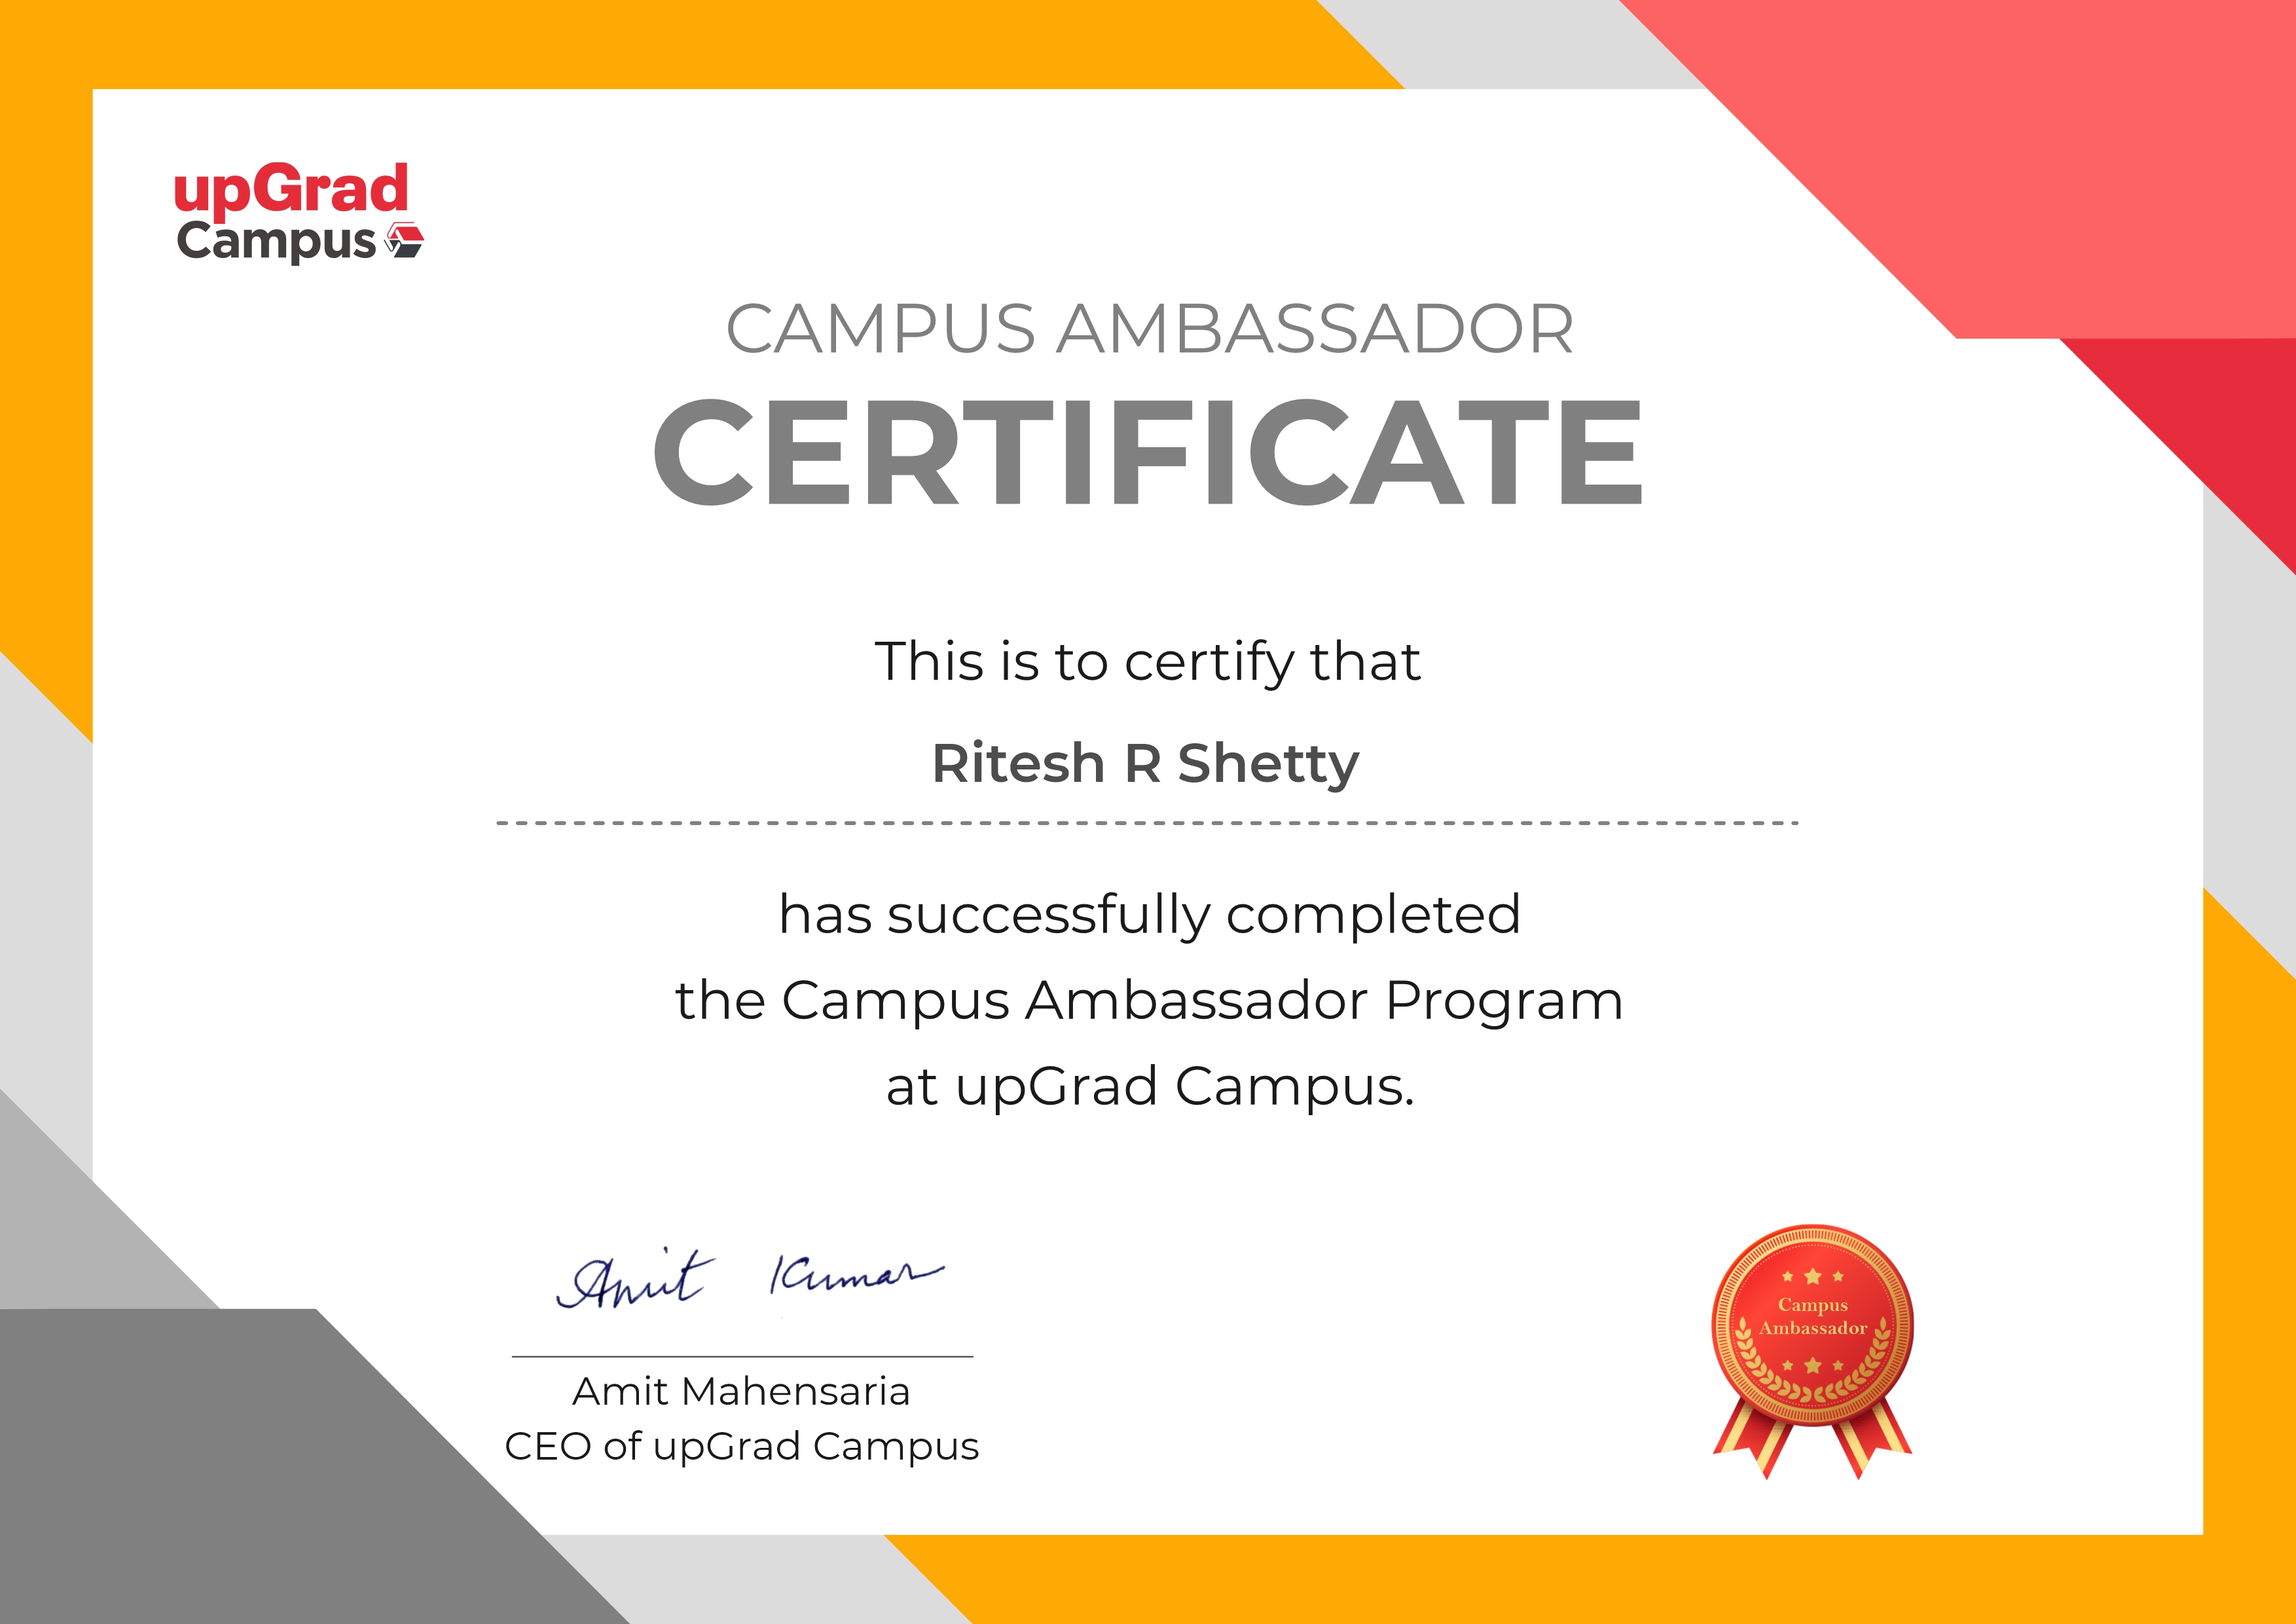 upGrad
Campus
CAMPUS AMBASSADOR
CERTIFICATE
This is to certify that
Ritesh R Shetty
has successfully completed
the Campus Ambassador Program
at upGrad Campus.
Amit Kumar
Amit Mahensaria
CEO of upGrad Campus
Campus
Ambassador